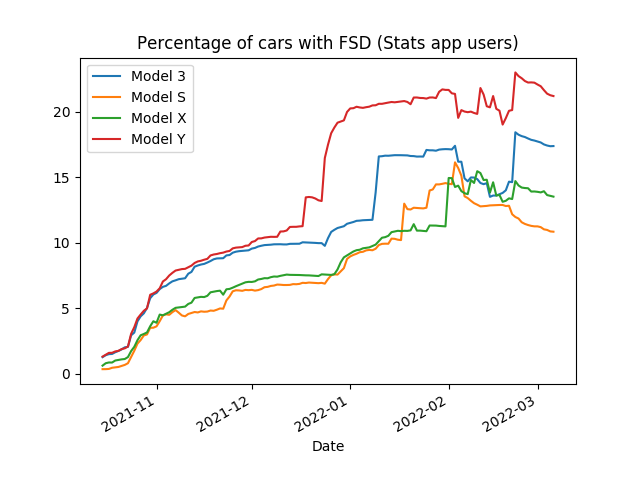 Percentage of cars with FSD (Stats app users)
Model 3
Model S
Model X
Model Y
20
15
10
5
0
2021-11
2021-12
2022-01
2022-02
2022-03
Date